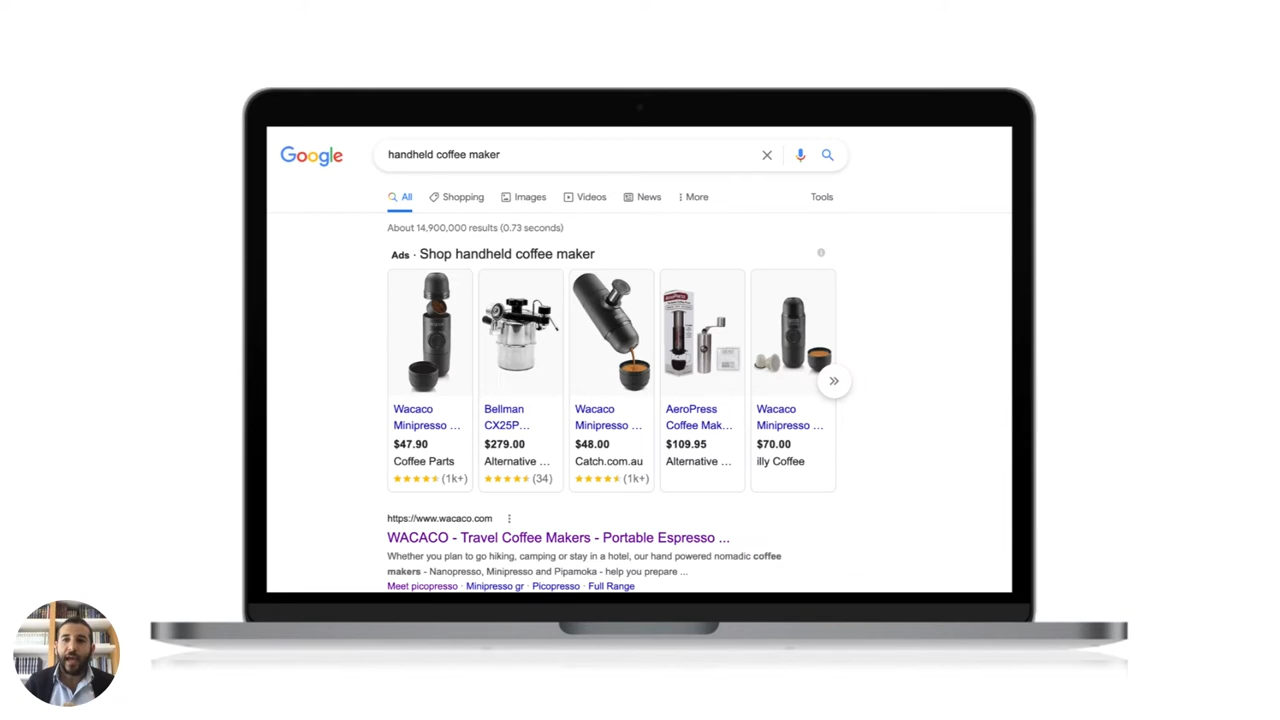 Google
handheld coffee maker
All Shopping Images Videos News More Tools
About 14,900,000 results (0.73 seconds)
Ads · Shop handheld coffee maker
Wacaco
Minipresso ...
$47.90
Coffee Parts
(1k+)
Bellman
CX25P...
$279.00
Alternative ...
(34)
Wacaco
Minipresso ...
$48.00
Catch.com.au
(1k+)
AeroPress
AeroPress
Coffee Mak...
$109.95
Alternative ...
Wacaco
Minipresso ...
$70.00
illy Coffee
https://www.wacaco.com
WACACO - Travel Coffee Makers - Portable Espresso ...
Whether you plan to go hiking, camping or stay in a hotel, our hand powered nomadic coffee
makers - Nanopresso, Minipresso and Pipamoka - help you prepare ...
Meet picopresso · Minipresso gr · Picopresso · Full Range